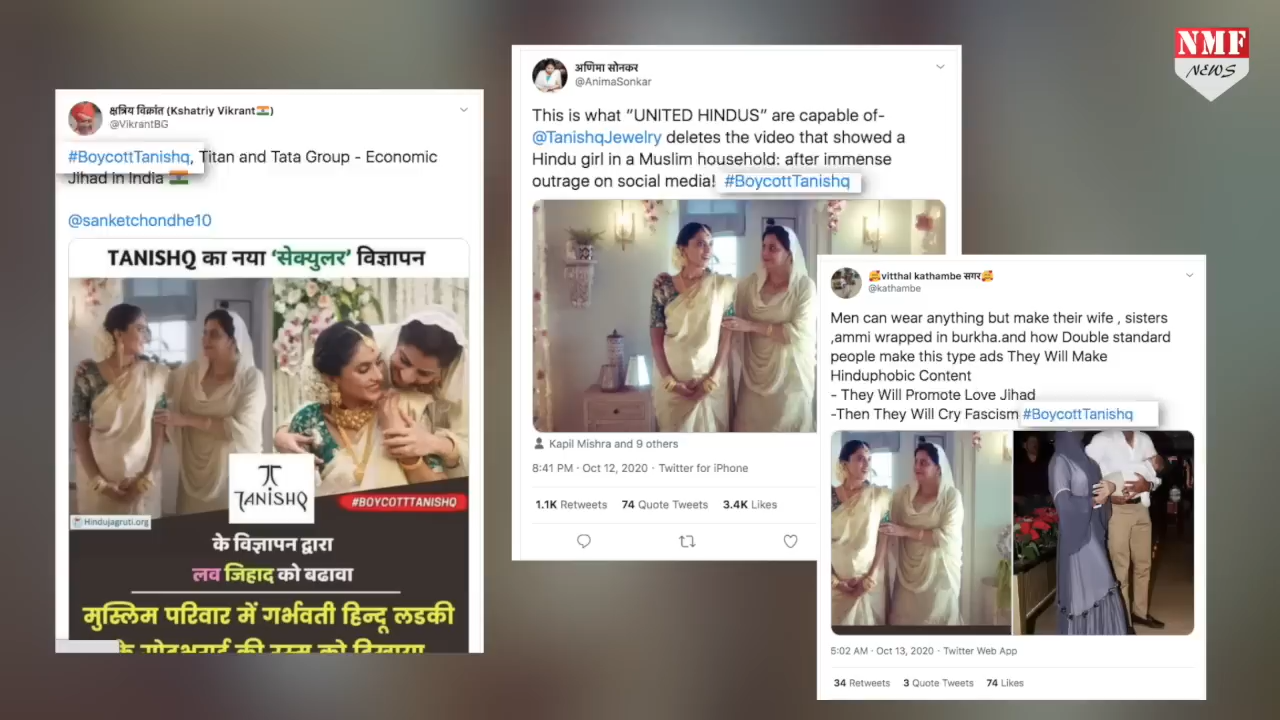 NMF
NEWS
क्षत्रिय विक्रांत (Kshatriy Vikrant🇮🇳)
@VikrantBG
#BoycottTanishq, Titan and Tata Group - Economic
Jihad in India 🇮🇳
@sanketchondhe10
TANISHQ का नया ‘सेक्युलर’ विज्ञापन
TANISHQ
#BOYCOTTTANISHQ
Hindujagruti.org
के विज्ञापन द्वारा
लव जिहाद को बढावा
मुस्लिम परिवार में गर्भवती हिन्दू लडकी
अणिमा सोनकर
@AnimaSonkar
This is what “UNITED HINDUS” are capable of-
@TanishqJewelry deletes the video that showed a
Hindu girl in a Muslim household: after immense
outrage on social media! #BoycottTanishq
Kapil Mishra and 9 others
8:41 PM · Oct 12, 2020 · Twitter for iPhone
1.1K Retweets 74 Quote Tweets 3.4K Likes
🥰vitthal kathambe सगर🥰
@kathambe
Men can wear anything but make their wife , sisters
,ammi wrapped in burkha.and how Double standard
people make this type ads They Will Make
Hinduphobic Content
- They Will Promote Love Jihad
-Then They Will Cry Fascism #BoycottTanishq
5:02 AM · Oct 13, 2020 · Twitter Web App
34 Retweets 3 Quote Tweets 74 Likes